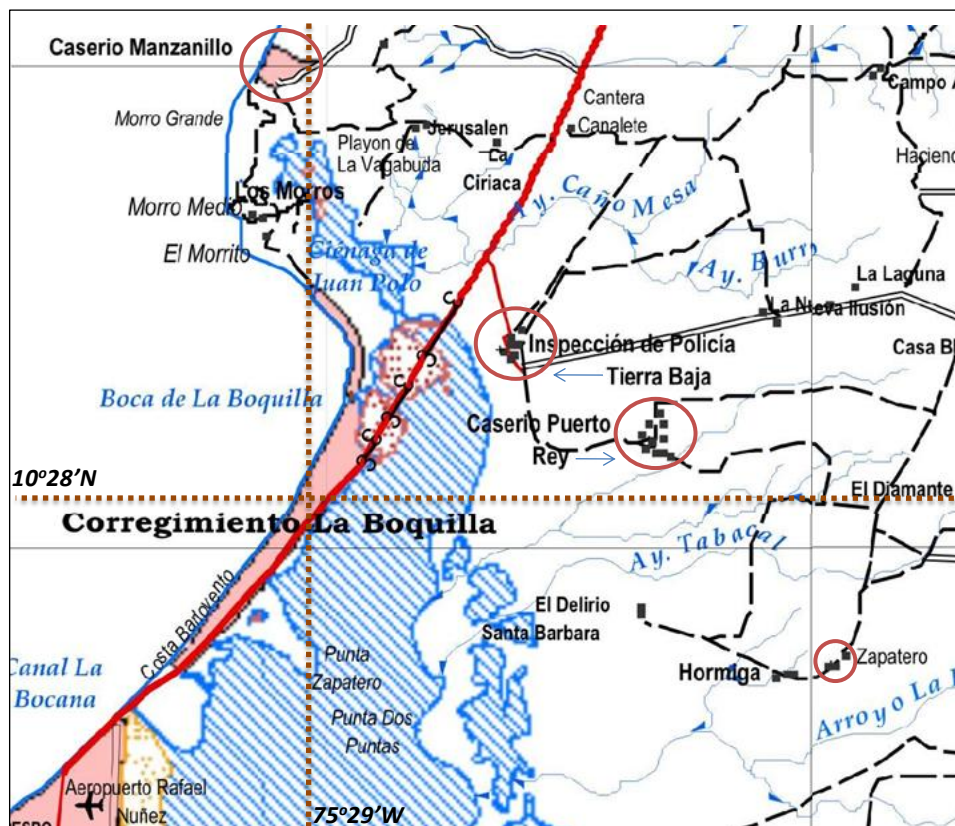 Caserio Manzanillo
Cantera
Canalete
Campo A
Morro Grande
Jerusalen
Playon de
La Vagabuda
La
Ciriaca
Hacienc
Ay. Caño Mesa
Los Morros
Morro Medio
El Morrito
Ciénaga de
Juan Polo
Ay. Burr
La Laguna
La Nueva Ilusión
Inspección de Policía
Casa Bl
Tierra Baja
Boca de La Boquilla
Caserio Puerto
Rey
10°28'N
El Diamante
Corregimiento La Boquilla
Ay. Tabacal
Costa Barlovento
El Delirio
Santa Barbara
Punta
Zapatero
Zapatero
Canal La
Bocana
Hormiga
Punta Dos
Puntas
Arroyo La
Aeropuerto Rafael
Nuñez
75°29'W